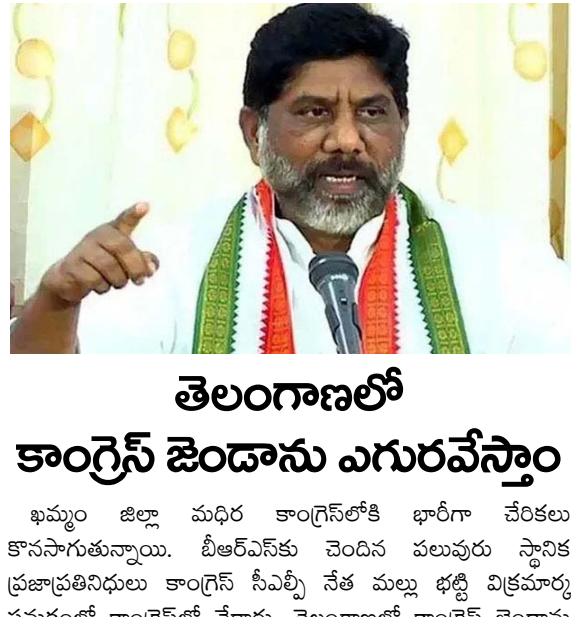 తెలంగాణలో
కాంగ్రెస్ జెండాను ఎగురవేస్తాం
ఖమ్మం జిల్లా మధిర కాంగ్రెస్‌లోకి భారీగా చేరికలు
కొనసాగుతున్నాయి. బీఆర్ఎస్‌కు చెందిన పలువురు స్థానిక
ప్రజాప్రతినిధులు కాంగ్రెస్ సీఎల్పీ నేత మల్లు భట్టి విక్రమార్క